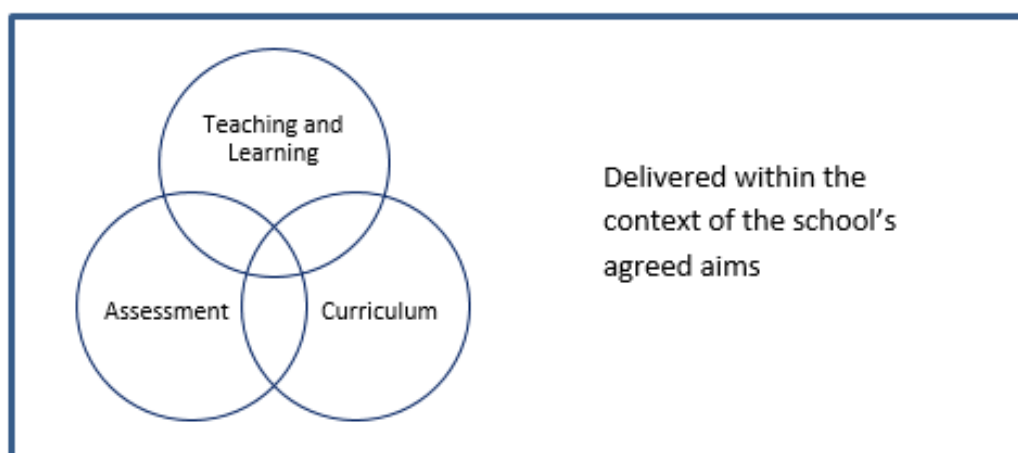 Teaching and
Learning
Assessment
Curriculum
Delivered within the
context of the school’s
agreed aims